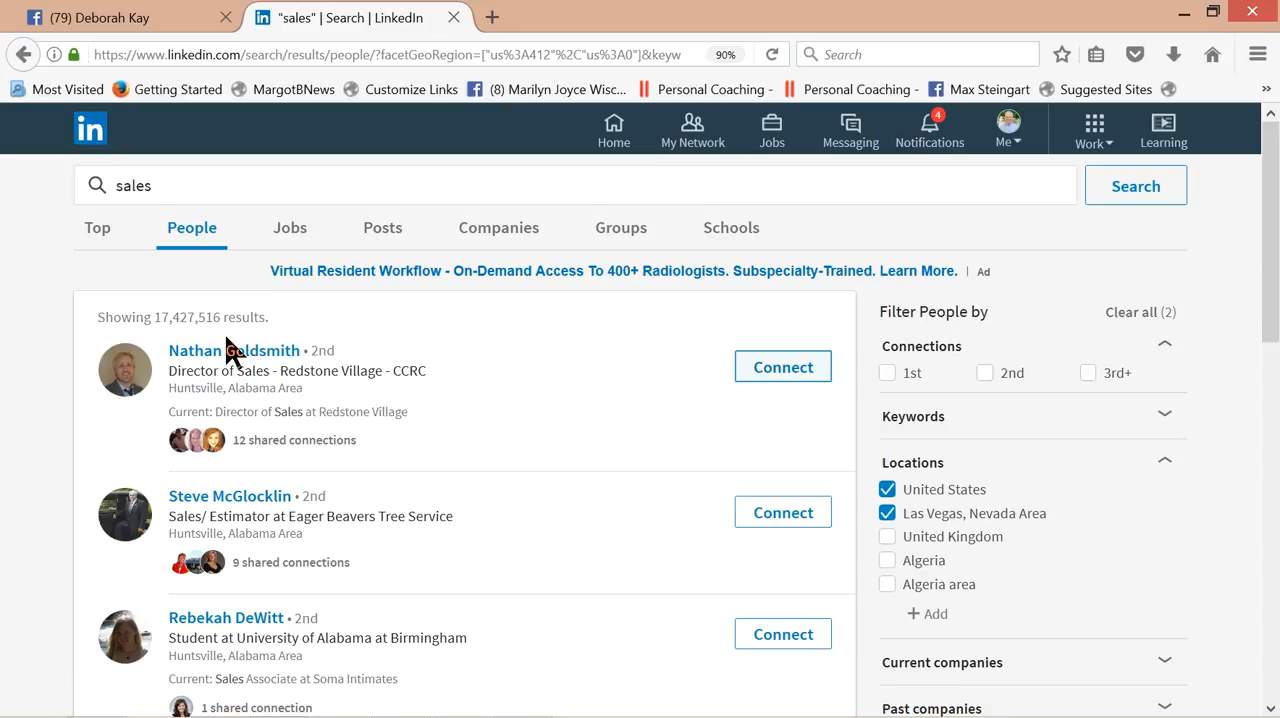 (79) Deborah Kay
"sales" | Search | LinkedIn
https://www.linkedin.com/search/results/people/?facetGeoRegion=["us%3A412"%2C"us%3A0"]&keyw
90%
Search
Most Visited
Getting Started
MargotBNews
Customize Links
(8) Marilyn Joyce Wisc...
Personal Coaching -
Personal Coaching -
Max Steingart
Suggested Sites
in
Home
My Network
Jobs
Messaging
4
Notifications
Me
Work
Learning
sales
Search
Top
People
Jobs
Posts
Companies
Groups
Schools
Virtual Resident Workflow - On-Demand Access To 400+ Radiologists. Subspecialty-Trained. Learn More. | Ad
Showing 17,427,516 results.
Nathan Goldsmith • 2nd
Director of Sales - Redstone Village - CCRC
Huntsville, Alabama Area
Current: Director of Sales at Redstone Village
12 shared connections
Connect
Steve McGlocklin • 2nd
Sales/ Estimator at Eager Beavers Tree Service
Huntsville, Alabama Area
9 shared connections
Connect
Rebekah DeWitt • 2nd
Student at University of Alabama at Birmingham
Huntsville, Alabama Area
Current: Sales Associate at Soma Intimates
1 shared connection
Connect
Filter People by
Clear all (2)
Connections
1st
2nd
3rd+
Keywords
Locations
United States
Las Vegas, Nevada Area
United Kingdom
Algeria
Algeria area
+ Add
Current companies
Past companies